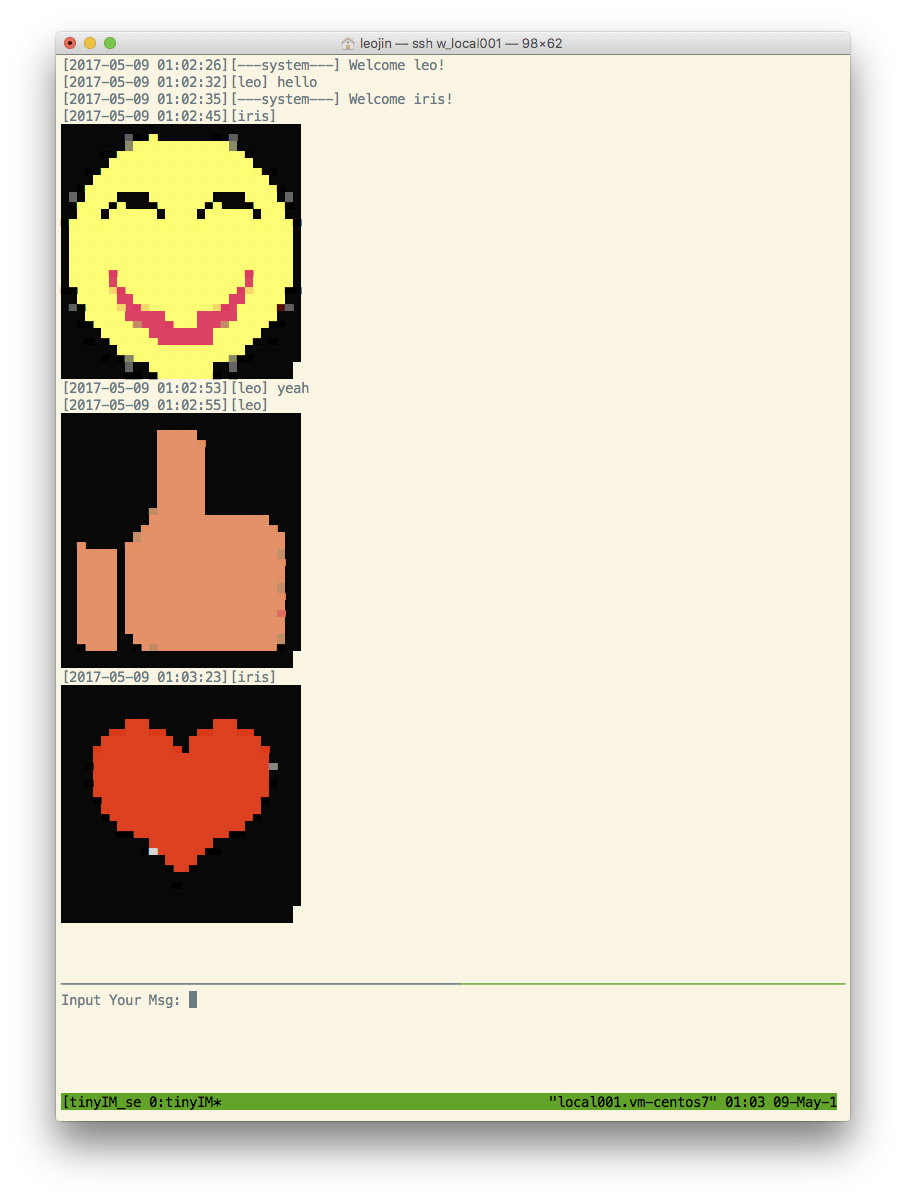 leojin — ssh w_local001 — 98×62
[2017-05-09 01:02:26][---system---] Welcome leo!
[2017-05-09 01:02:32][leo] hello
[2017-05-09 01:02:35][---system---] Welcome iris!
[2017-05-09 01:02:45][iris]
[2017-05-09 01:02:53][leo] yeah
[2017-05-09 01:02:55][leo]
[2017-05-09 01:03:23][iris]
Input Your Msg:
[tinyIM_se 0:tinyIM* "local001.vm-centos7" 01:03 09-May-1